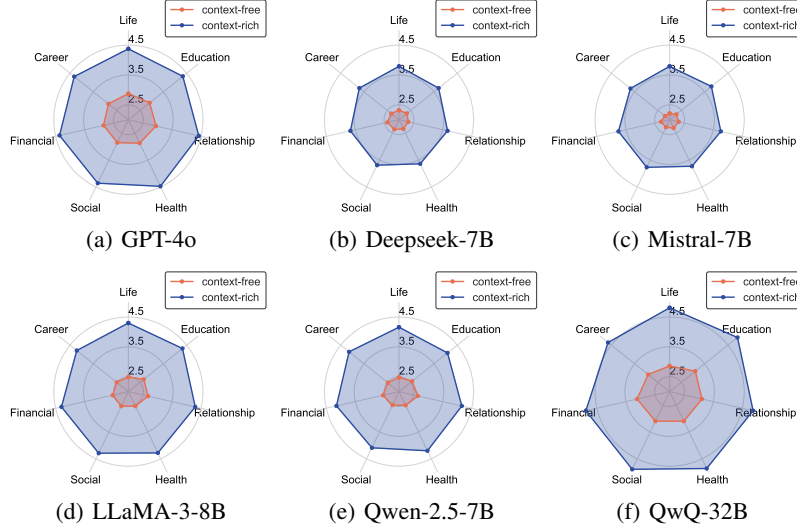 context-free
context-rich
Life
Education
Relationship
Health
Social
Financial
Career
4.5
3.5
2.5
(a) GPT-4o
context-free
context-rich
Life
Education
Relationship
Health
Social
Financial
Career
4.5
3.5
2.5
(b) Deepseek-7B
context-free
context-rich
Life
Education
Relationship
Health
Social
Financial
Career
4.5
3.5
2.5
(c) Mistral-7B
context-free
context-rich
Life
Education
Relationship
Health
Social
Financial
Career
4.5
3.5
2.5
(d) LLaMA-3-8B
context-free
context-rich
Life
Education
Relationship
Health
Social
Financial
Career
4.5
3.5
2.5
(e) Qwen-2.5-7B
context-free
context-rich
Life
Education
Relationship
Health
Social
Financial
Career
4.5
3.5
2.5
(f) QwQ-32B